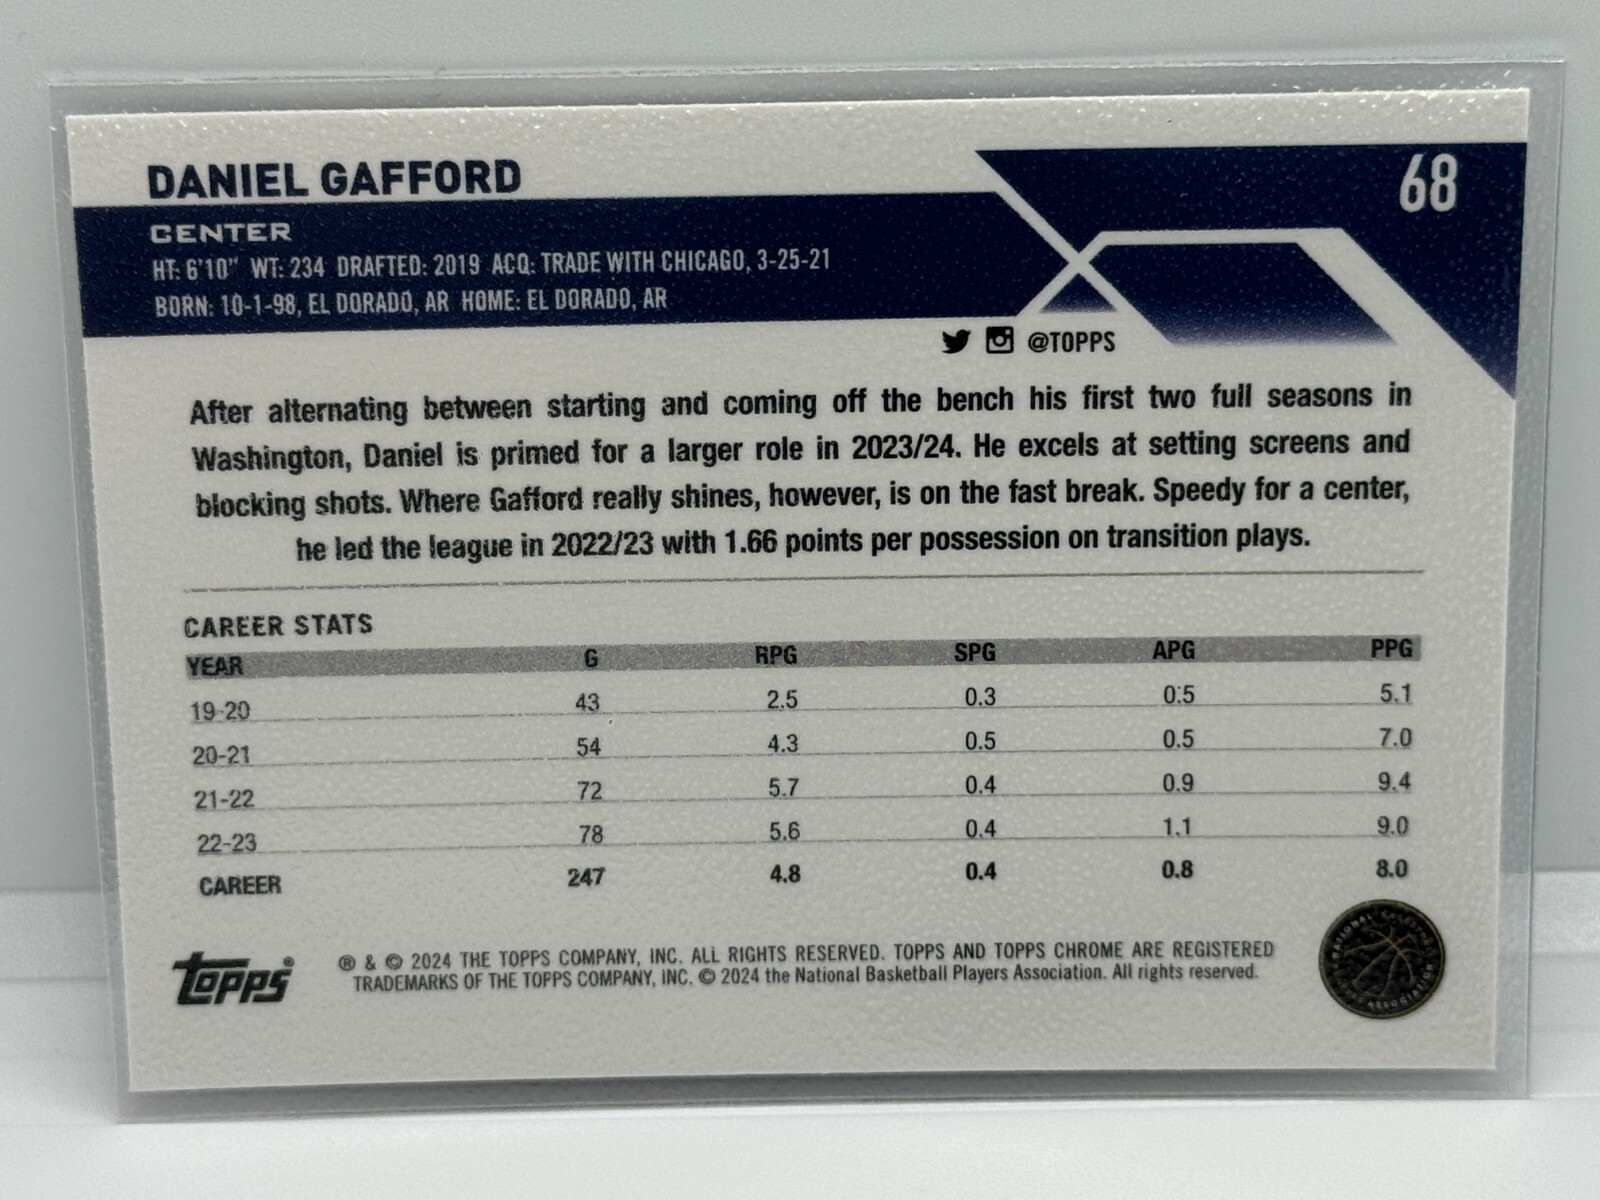 DANIEL GAFFORD
68
CENTER
HT: 6'10" WT: 234 DRAFTED: 2019 ACQ: TRADE WITH CHICAGO, 3-25-21
BORN: 10-1-98, EL DORADO, AR HOME: EL DORADO, AR
@TOPPS
After alternating between starting and coming off the bench his first two full seasons in
Washington, Daniel is primed for a larger role in 2023/24. He excels at setting screens and
blocking shots. Where Gafford really shines, however, is on the fast break. Speedy for a center,
he led the league in 2022/23 with 1.66 points per possession on transition plays.
CAREER STATS
YEAR G RPG SPG APG PPG
19-20 43 2.5 0.3 0.5 5.1
20-21 54 4.3 0.5 0.5 7.0
21-22 72 5.7 0.4 0.9 9.4
22-23 78 5.6 0.4 1.1 9.0
CAREER 247 4.8 0.4 0.8 8.0
topps®
® & © 2024 THE TOPPS COMPANY, INC. ALL RIGHTS RESERVED. TOPPS AND TOPPS CHROME ARE REGISTERED
TRADEMARKS OF THE TOPPS COMPANY, INC. © 2024 the National Basketball Players Association. All rights reserved.
NATIONAL BASKETBALL
ASSOCIATION